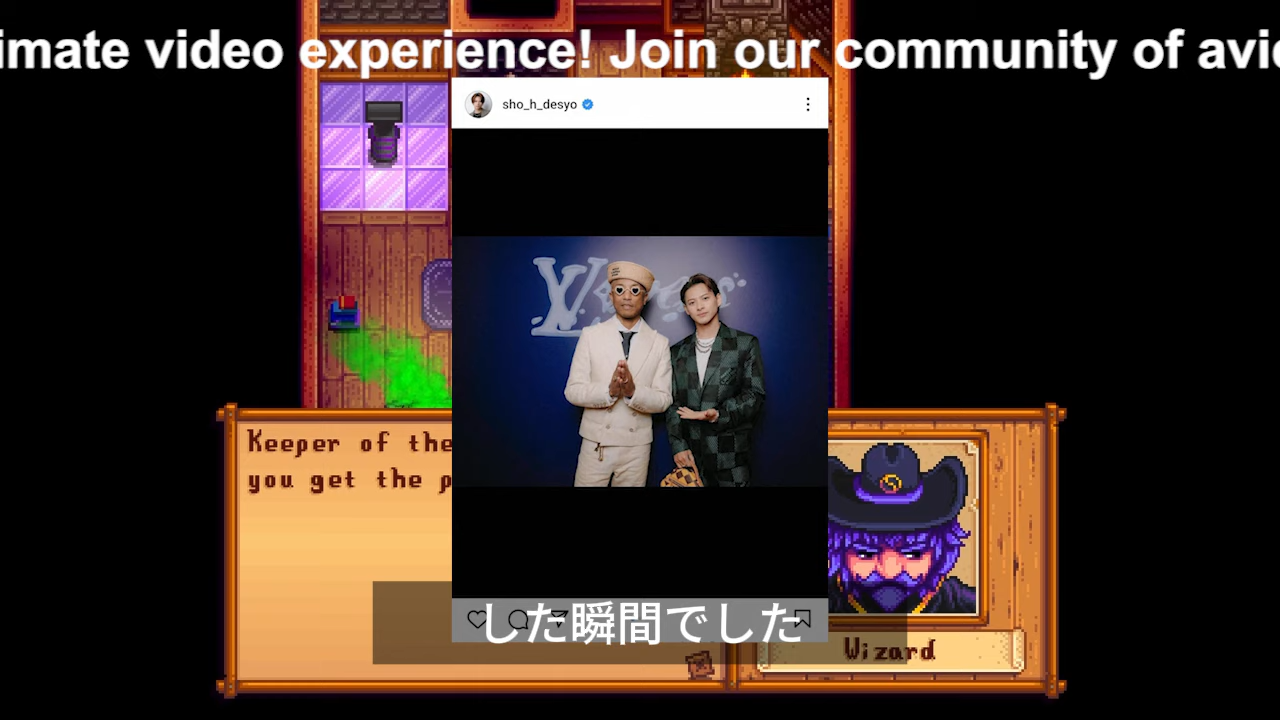 imate video experience! Join our community of avi
sho_h_desyo
LV
Keeper of the
you get the p
した瞬間でした
Wizard